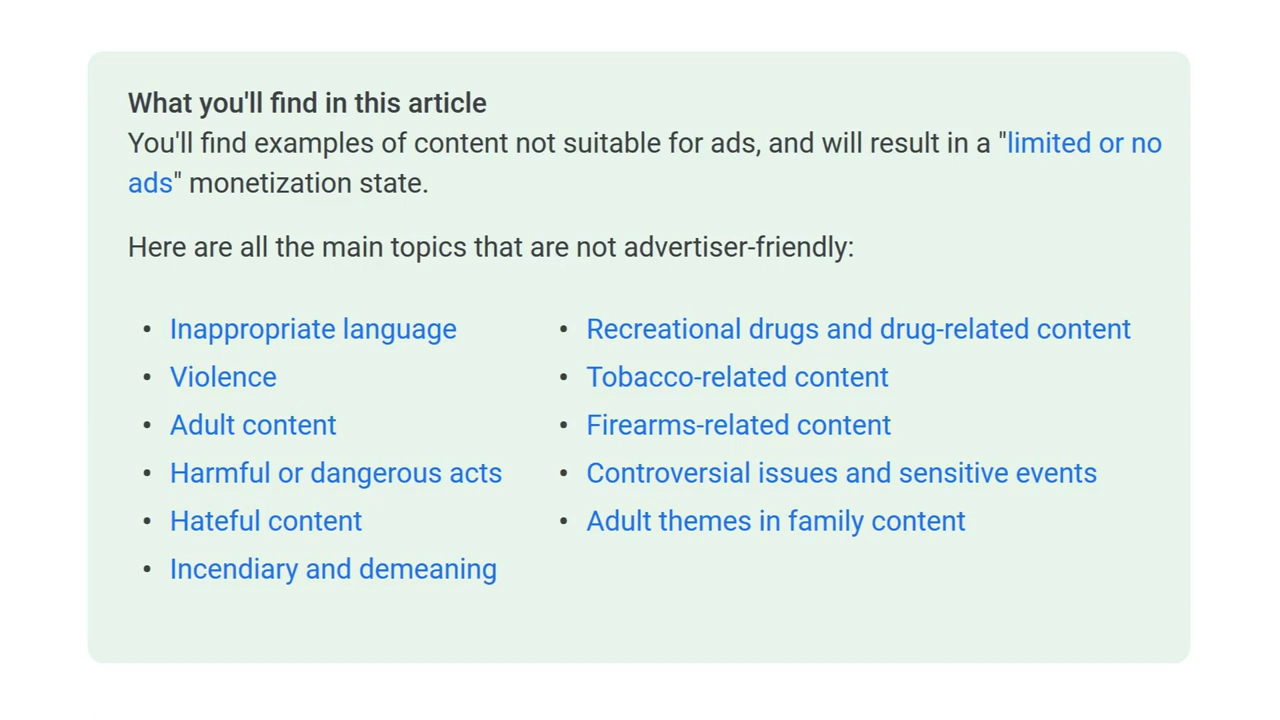 What you'll find in this article
You'll find examples of content not suitable for ads, and will result in a "limited or no
ads" monetization state.
Here are all the main topics that are not advertiser-friendly:
• Inappropriate language
• Violence
• Adult content
• Harmful or dangerous acts
• Hateful content
• Incendiary and demeaning
• Recreational drugs and drug-related content
• Tobacco-related content
• Firearms-related content
• Controversial issues and sensitive events
• Adult themes in family content